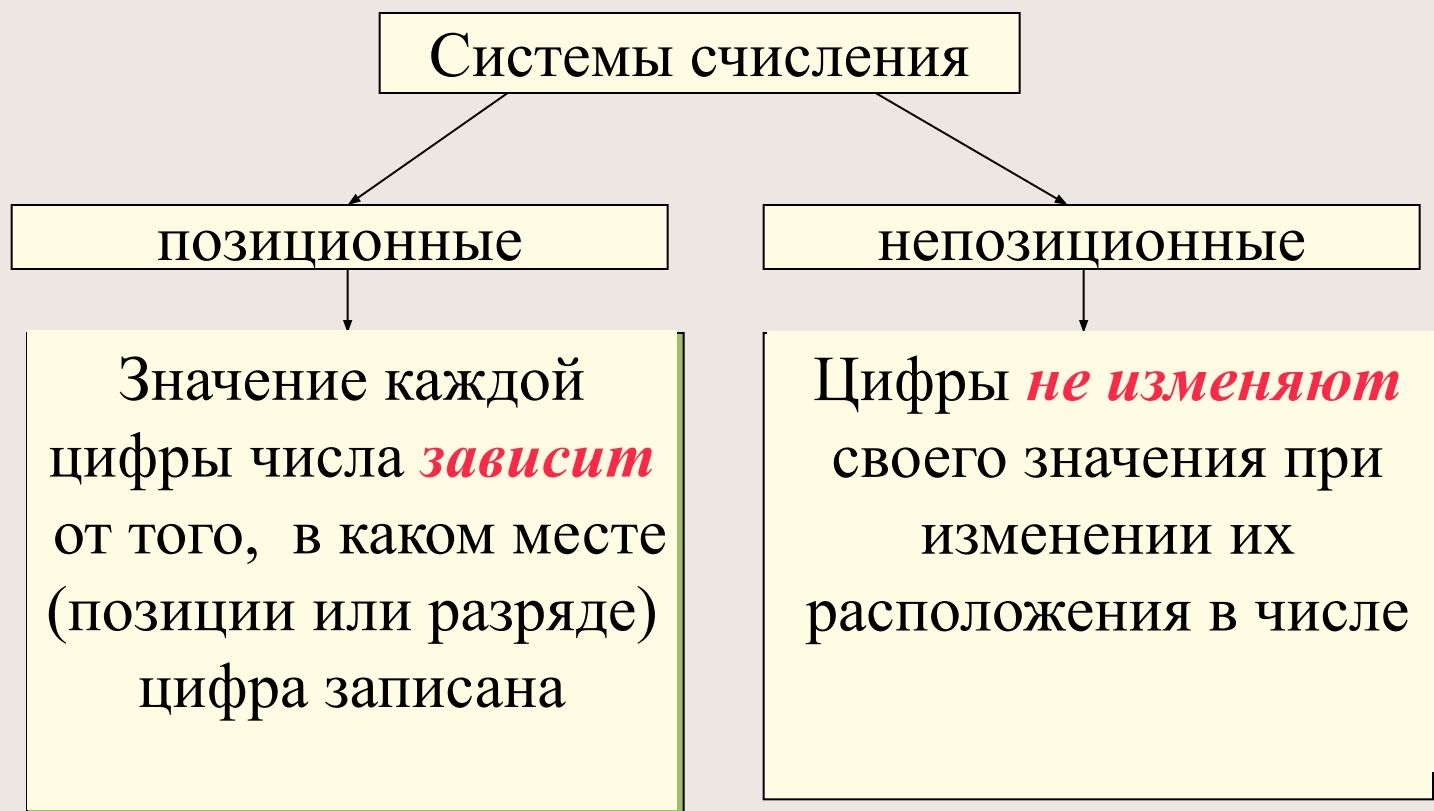 Системы счисления
позиционные
непозиционные
Значение каждой
цифры числа зависит
от того, в каком месте
(позиции или разряде)
цифра записана
Цифры не изменяют
своего значения при
изменении их
расположения в числе